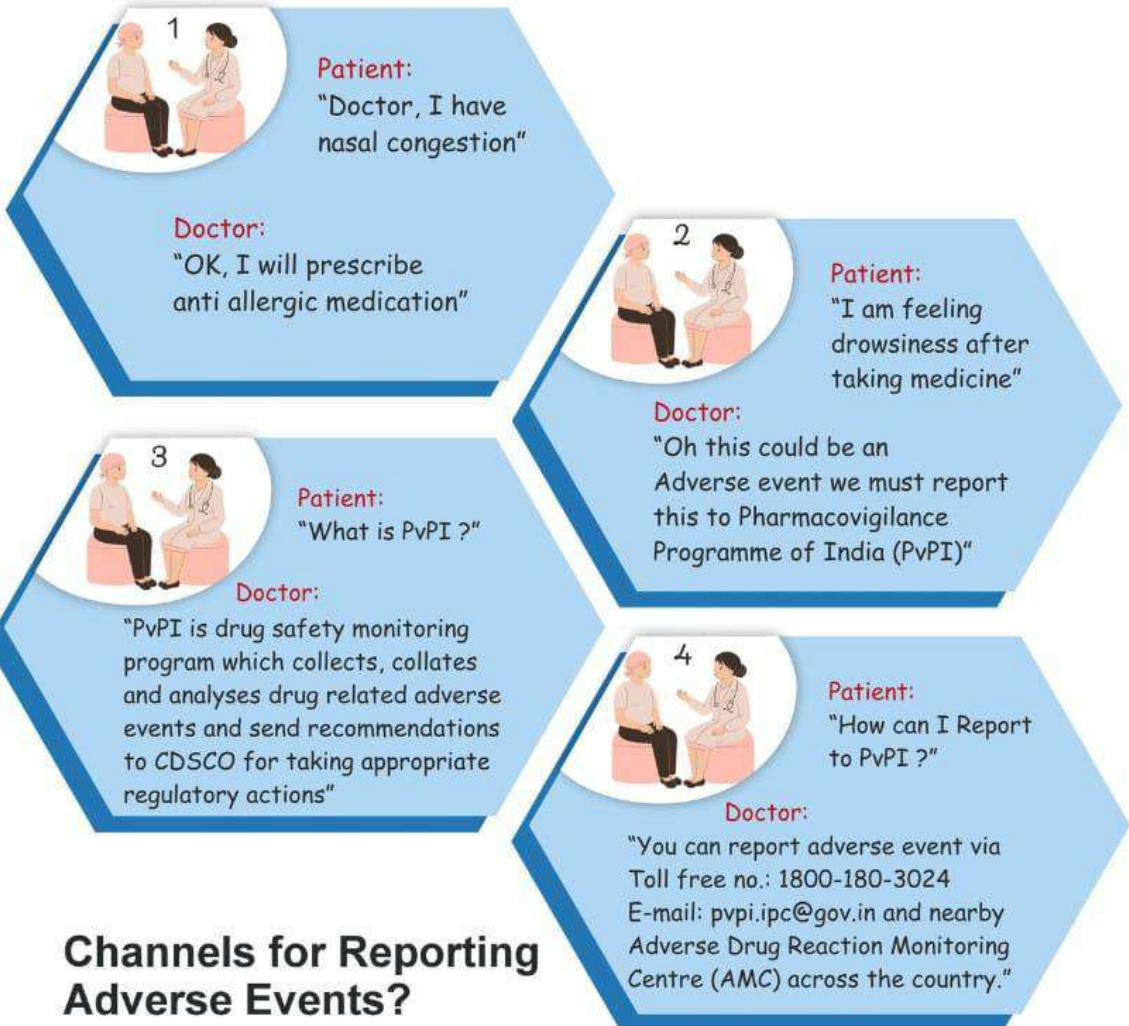 1
Patient:
"Doctor, I have
nasal congestion"
Doctor:
"OK, I will prescribe
anti allergic medication"
2
Patient:
"I am feeling
drowsiness after
taking medicine"
Doctor:
"Oh this could be an
Adverse event we must report
this to Pharmacovigilance
Programme of India (PvPI)"
3
Patient:
"What is PvPI ?"
Doctor:
"PvPI is drug safety monitoring
program which collects, collates
and analyses drug related adverse
events and send recommendations
to CDSCO for taking appropriate
regulatory actions"
4
Patient:
"How can I Report
to PvPI ?"
Doctor:
"You can report adverse event via
Toll free no.: 1800-180-3024
E-mail: pvpi.ipc@gov.in and nearby
Adverse Drug Reaction Monitoring
Centre (AMC) across the country."
Channels for Reporting
Adverse Events?